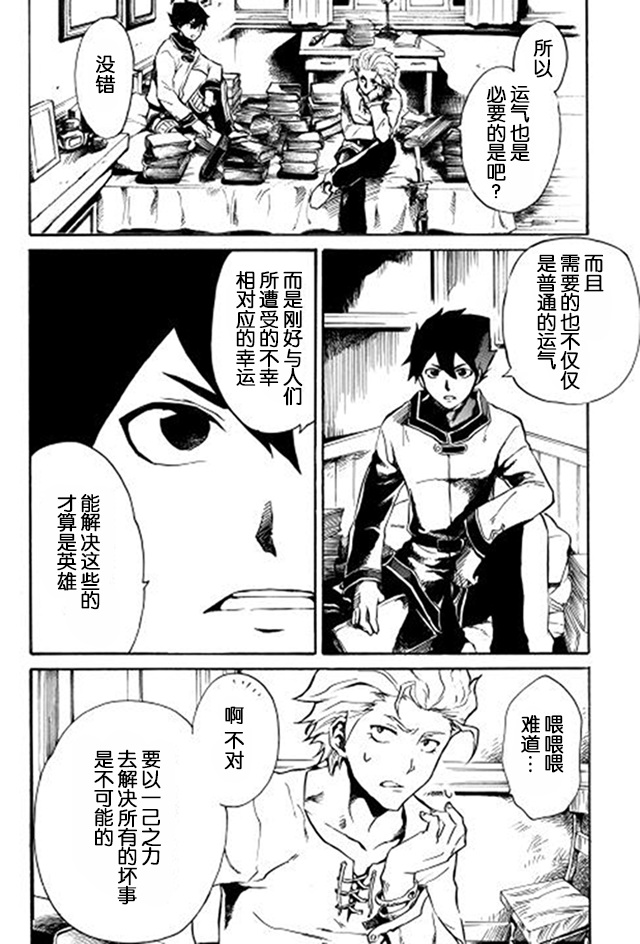 所以
运气也是
必要的是吧？
没错
而且
需要的也不仅仅
是普通的运气
而是刚好与人们
所遭受的不幸
相对应的幸运
能解决这些的
才算是英雄
喂喂喂
难道…
啊 不对
要以一己之力
去解决所有的坏事
是不可能的